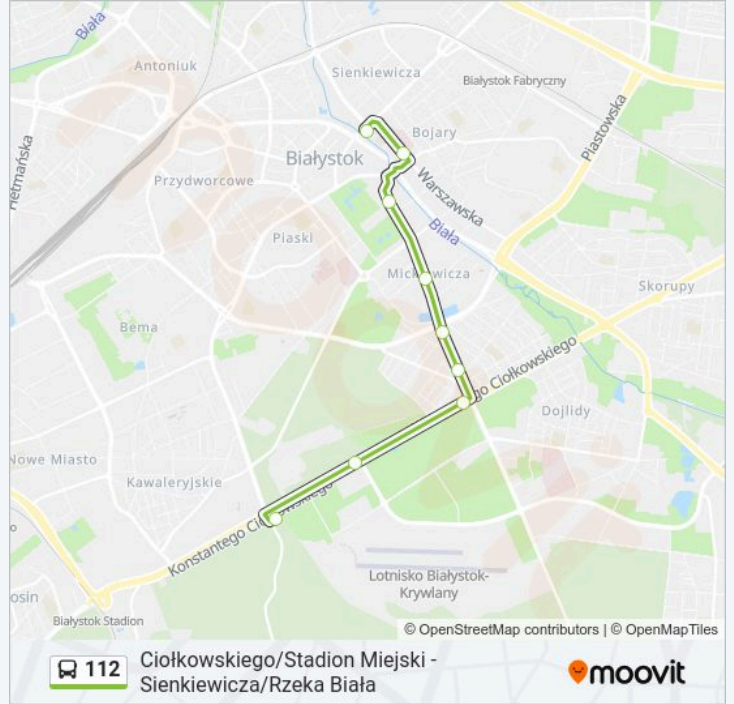 Biała
Antoniuk
Sienkiewicza
Białystok Fabryczny
Piastowska
Hetmańska
Bojary
Białystok
Przydworcowe
Warszawska
Biała
Piaski
Mickiewicza
Skorupy
Bema
Ciołkowskiego
Dojlidy
Nowe Miasto
Kawaleryjskie
Konstantego Ciołkowskiego
Lotnisko Białystok-
Krywlany
Białystok Stadion
© OpenStreetMap contributors | © OpenMapTiles
112
Ciołkowskiego/Stadion Miejski -
Sienkiewicza/Rzeka Biała
moovit